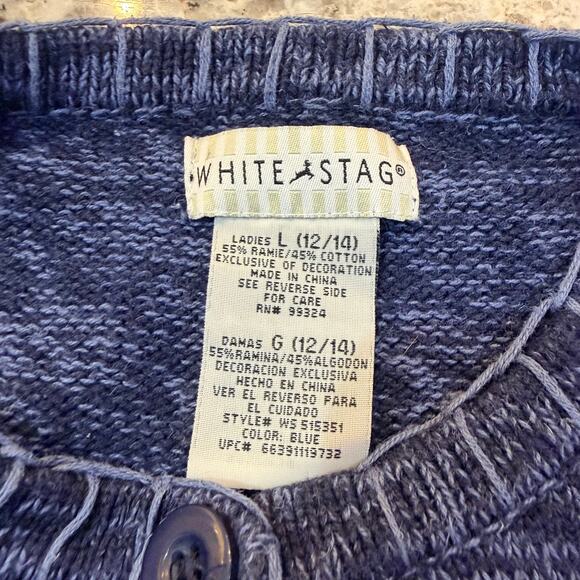 WHITE STAG®
LADIES L (12/14)
55% RAMIE/45% COTTON
EXCLUSIVE OF DECORATION
MADE IN CHINA
SEE REVERSE SIDE
FOR CARE
RN# 99324
DAMAS G (12/14)
55%RAMINA/45%ALGODON
DECORACION EXCLUSIVA
HECHO EN CHINA
VER EL REVERSO PARA
EL CUIDADO
STYLE# WS 515351
COLOR: BLUE
UPC# 66391119732